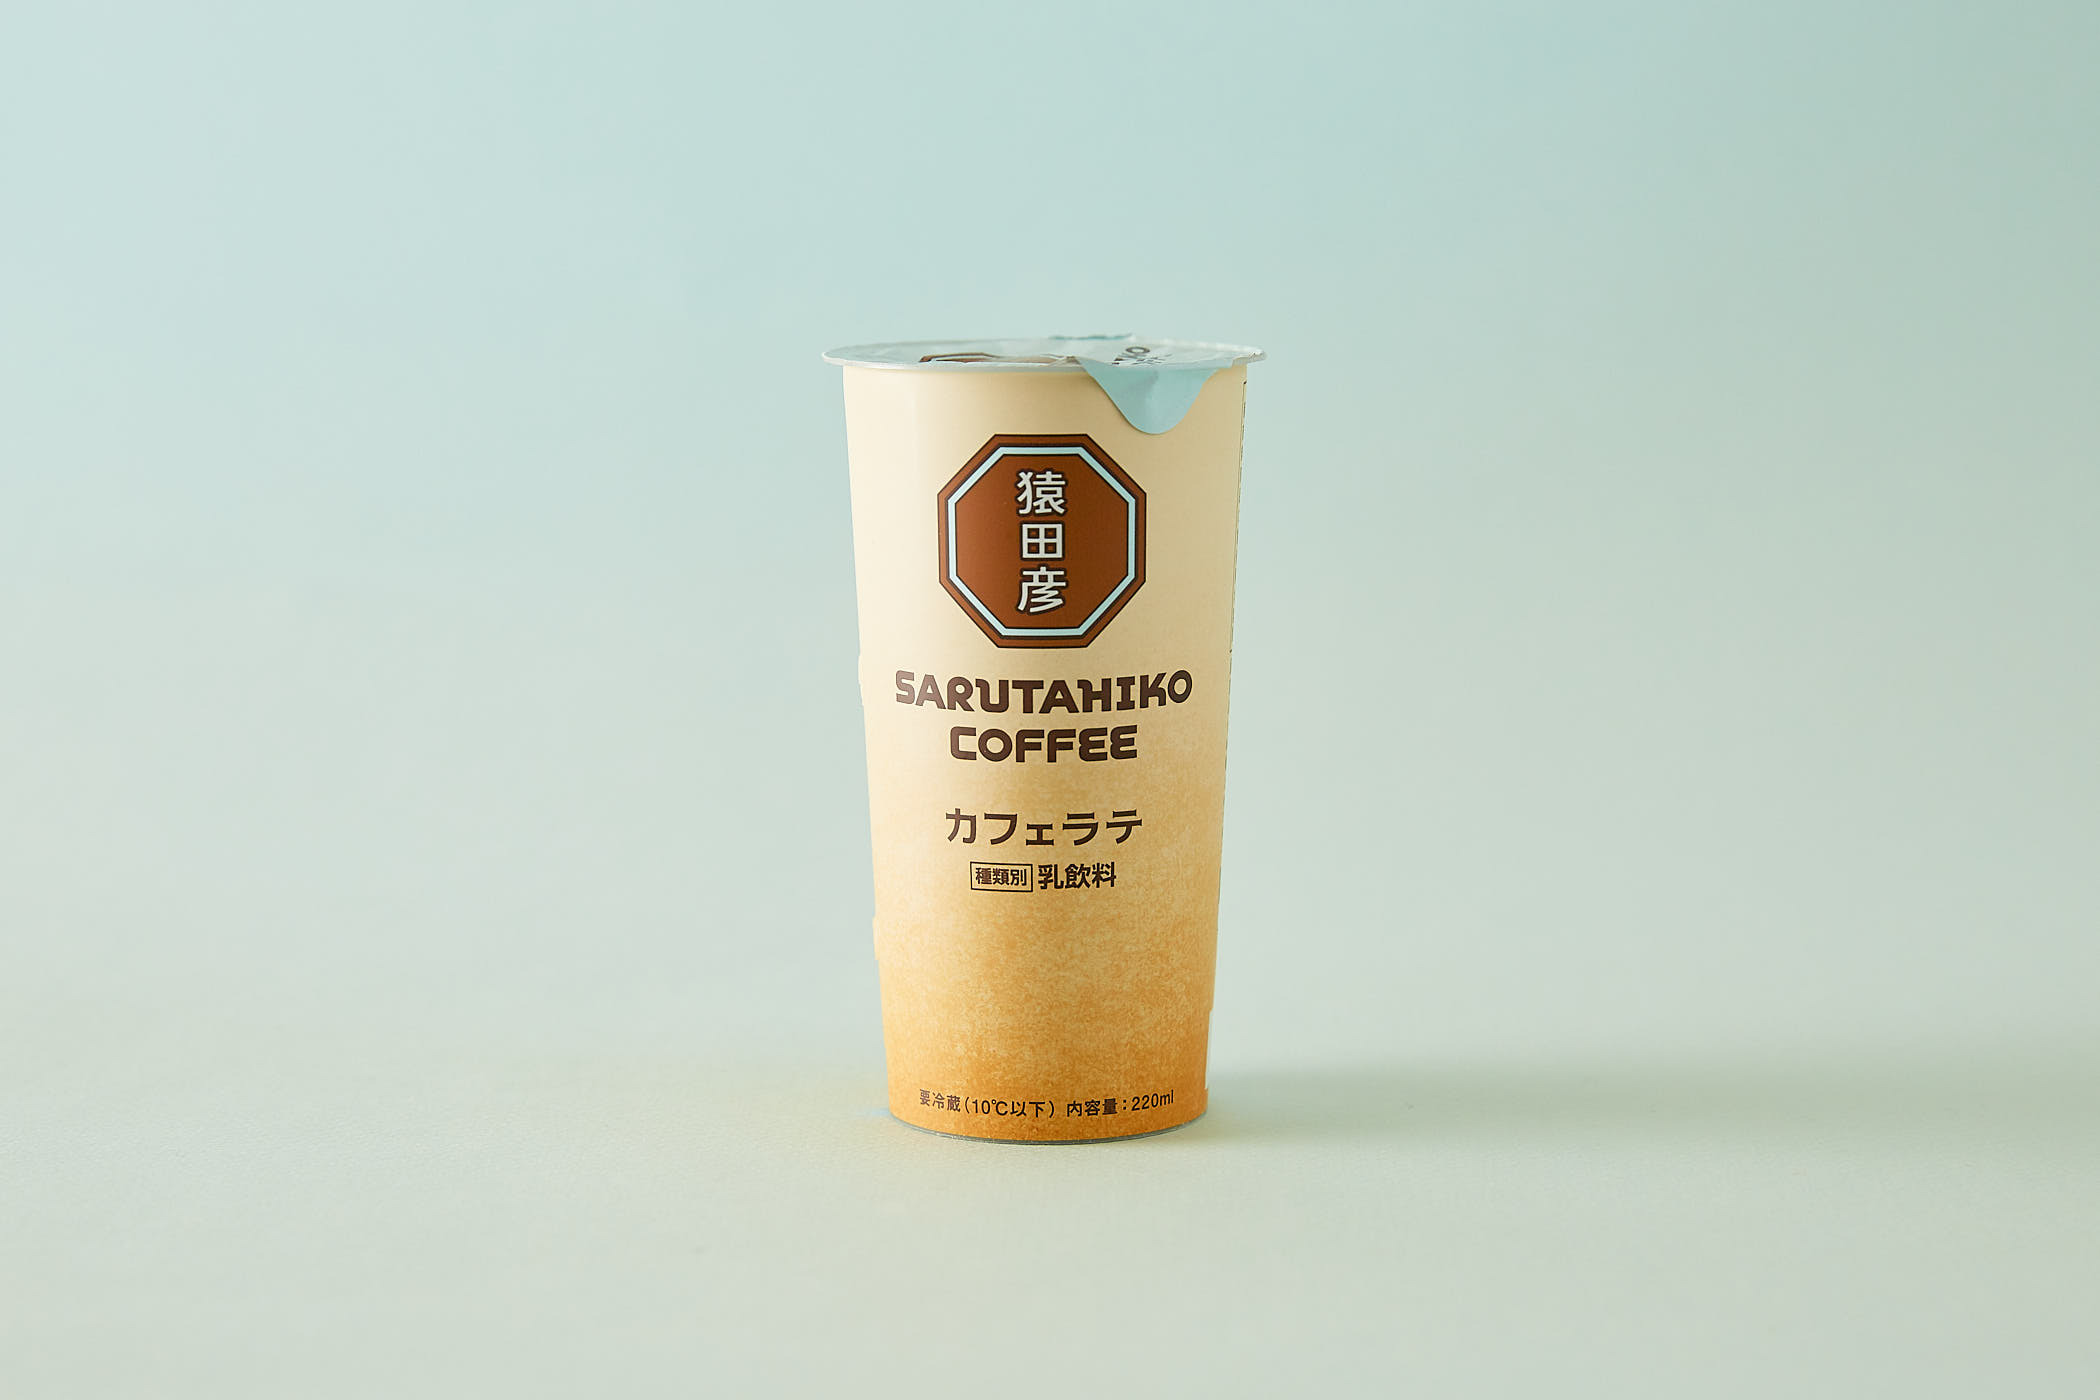 猿田彦
SARUTAHIKO
COFFEE
カフェラテ
種類別 乳飲料
要冷蔵(10℃以下) 内容量:220ml